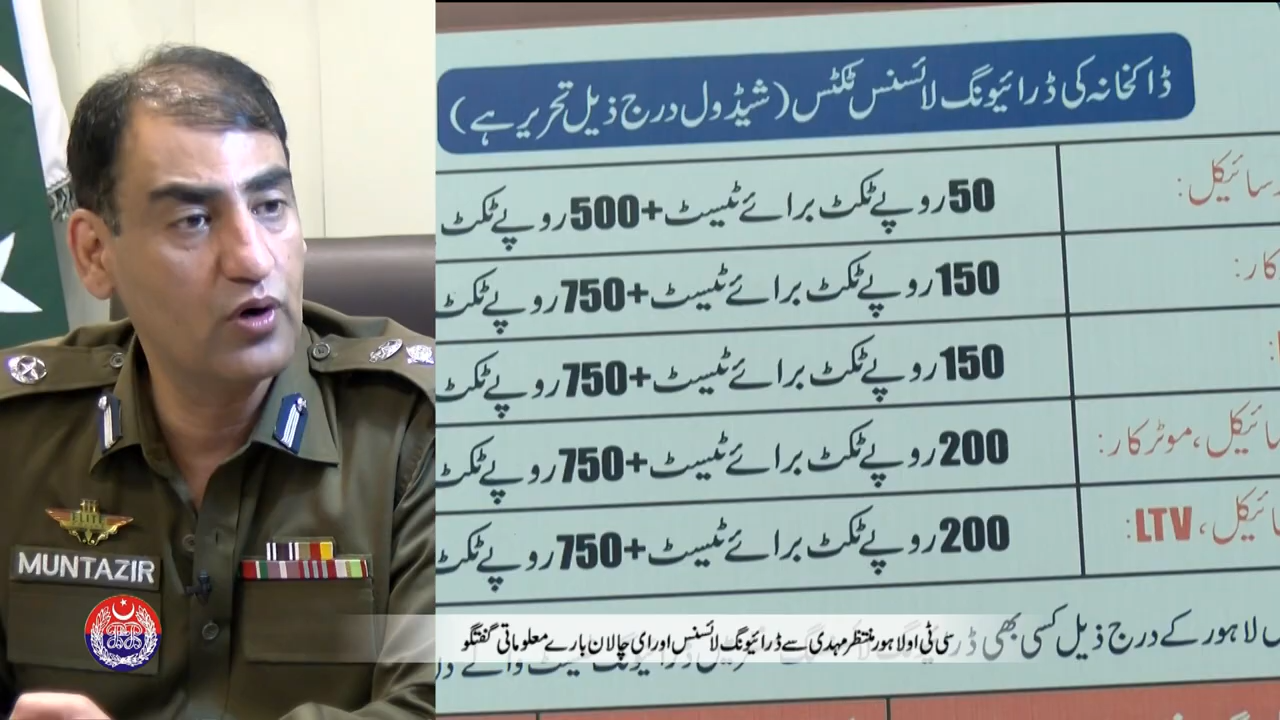 MUNTAZIR
ڈاکخانہ کی ڈرائیونگ لائسنس ٹکٹس (شیڈول درج ذیل تحریر ہے)
سائیکل: 50 روپے ٹکٹ برائے ٹیسٹ + 500 روپے ٹکٹ
کار: 150 روپے ٹکٹ برائے ٹیسٹ + 750 روپے ٹکٹ
150 روپے ٹکٹ برائے ٹیسٹ + 750 روپے ٹکٹ
سائیکل، موٹر کار: 200 روپے ٹکٹ برائے ٹیسٹ + 750 روپے ٹکٹ
ائیکل، LTV: 200 روپے ٹکٹ برائے ٹیسٹ + 750 روپے ٹکٹ
لاہور کے درج ذیل کسی بھی
سی ٹی او لاہور منتظر مہدی سے ڈرائیونگ لائسنس اور ای چالان بارے معلوماتی گفتگو